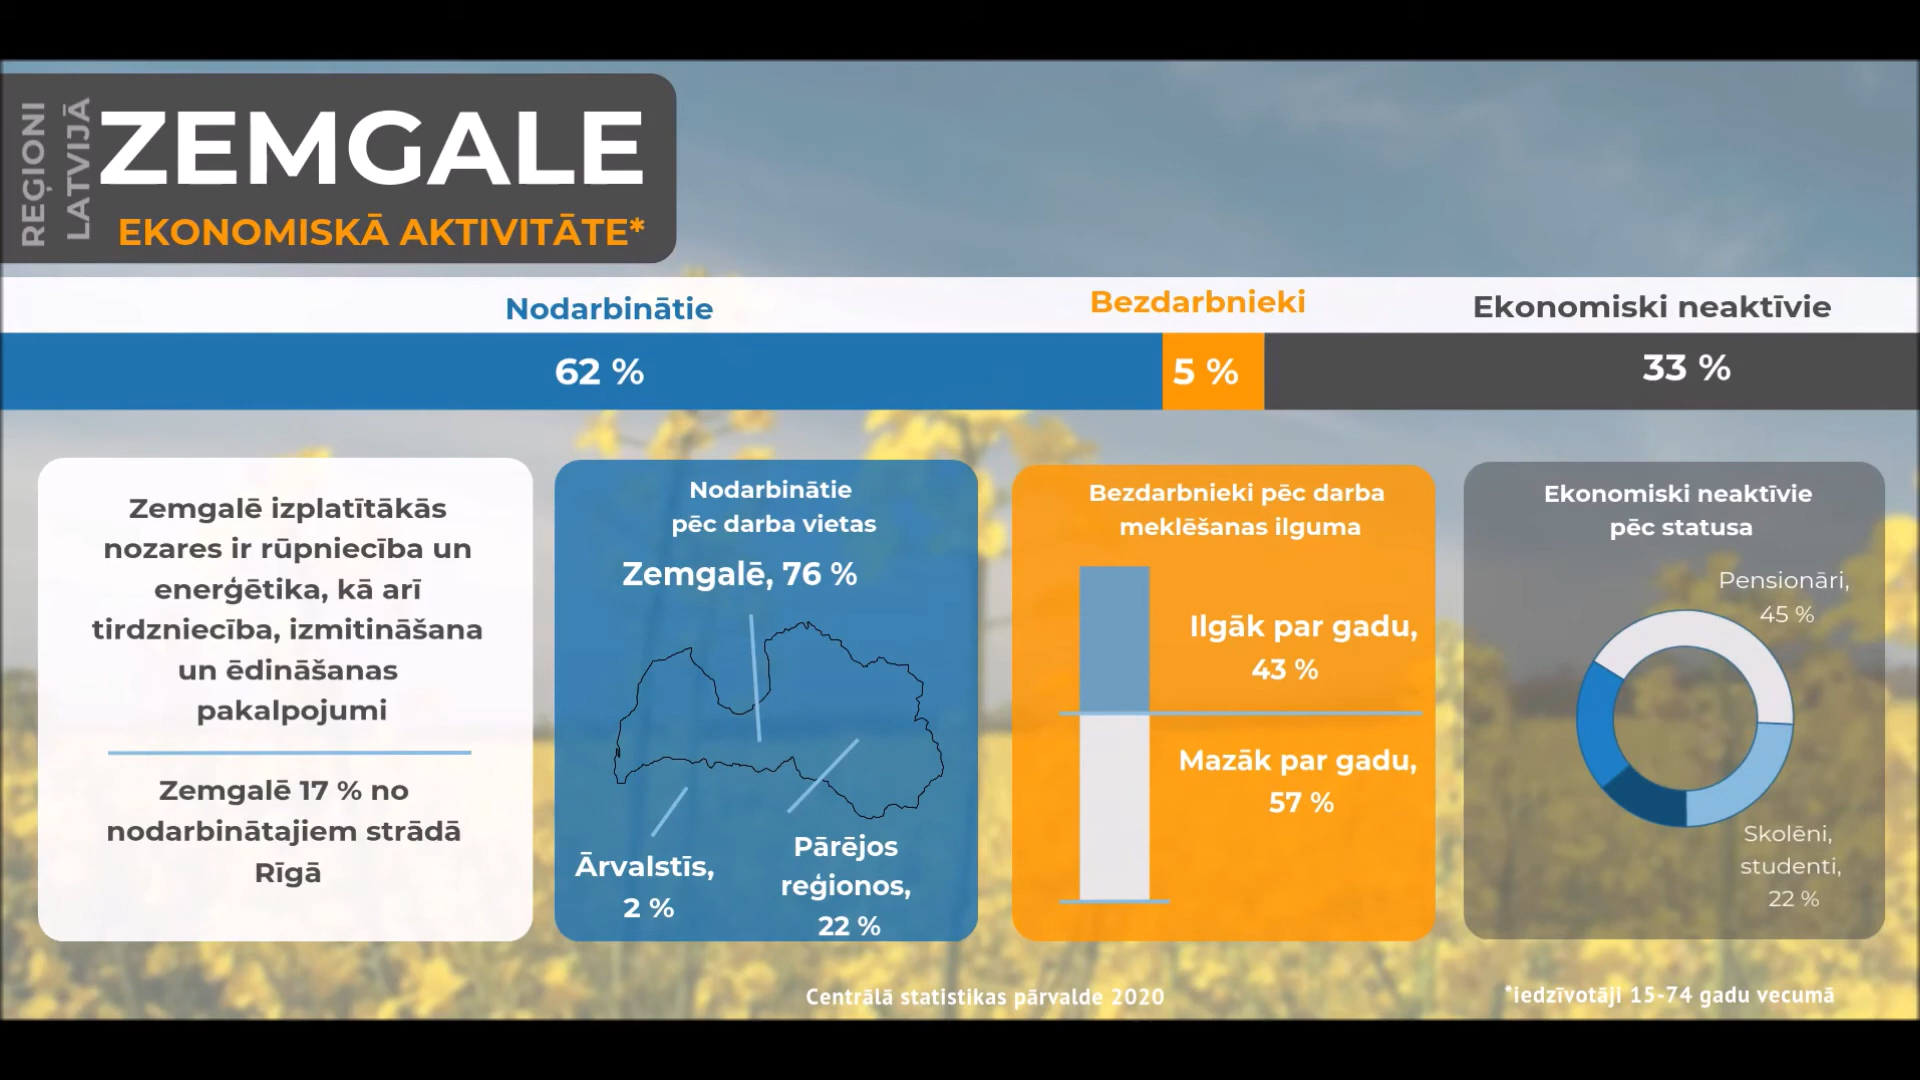 REĢIONI
LATVIJĀ
ZEMGALE
EKONOMISKĀ AKTIVITĀTE*
Nodarbinātie
Bezdarbnieki
Ekonomiski neaktīvie
62 %
5 %
33 %
Zemgalē izplatītākās
nozares ir rūpniecība un
enerģētika, kā arī
tirdzniecība, izmitināšana
un ēdināšanas
pakalpojumi
Zemgalē 17 % no
nodarbinātajiem strādā
Rīgā
Nodarbinātie
pēc darba vietas
Zemgalē, 76 %
Ārvalstīs,
2 %
Pārējos
reģionos,
22 %
Bezdarbnieki pēc darba
meklēšanas ilguma
Ilgāk par gadu,
43 %
Mazāk par gadu,
57 %
Ekonomiski neaktīvie
pēc statusa
Pensionāri,
45 %
Skolēni,
studenti,
22 %
Centrālā statistikas pārvalde 2020
*iedzīvotāji 15-74 gadu vecumā